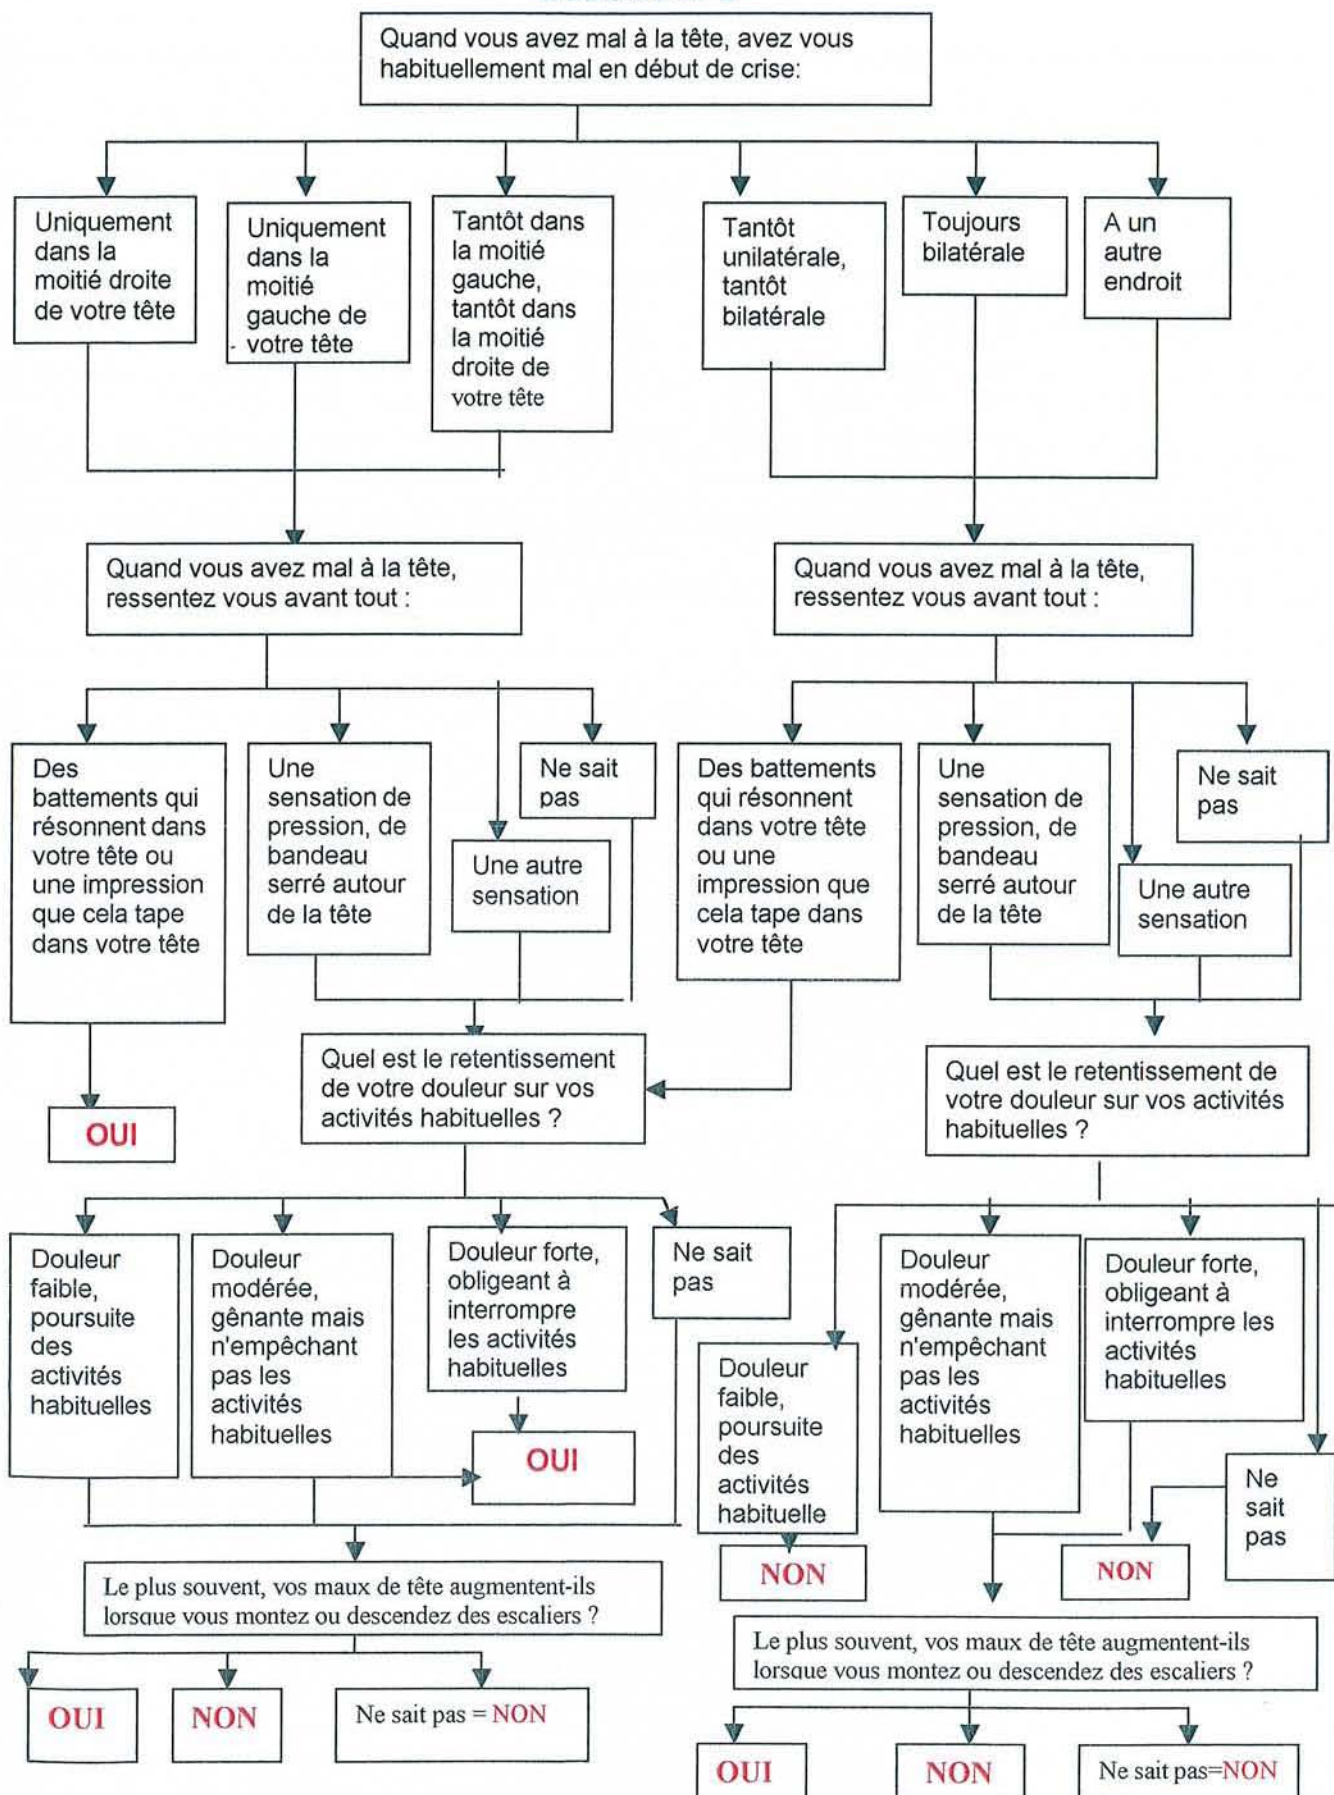 Quand vous avez mal à la tête, avez vous
habituellement mal en début de crise:
Uniquement
dans la
moitié droite
de votre tête
Uniquement
dans la
moitié
gauche de
votre tête
Tantôt dans
la moitié
gauche,
tantôt dans
la moitié
droite de
votre tête
Tantôt
unilatérale,
tantôt
bilatérale
Toujours
bilatérale
A un
autre
endroit
Quand vous avez mal à la tête,
ressentez vous avant tout :
Quand vous avez mal à la tête,
ressentez vous avant tout :
Des
battements qui
résonnent dans
votre tête ou
une impression
que cela tape
dans votre tête
Une
sensation de
pression, de
bandeau
serré autour
de la tête
Une autre
sensation
Ne sait
pas
Des battements
qui résonnent
dans votre tête
ou une
impression que
cela tape dans
votre tête
Une
sensation de
pression, de
bandeau
serré autour
de la tête
Une autre
sensation
Ne sait
pas
OUI
Quel est le retentissement
de votre douleur sur vos
activités habituelles ?
Quel est le retentissement de
votre douleur sur vos activités
habituelles ?
Douleur
faible,
poursuite
des
activités
habituelles
Douleur
modérée,
gênante mais
n'empêchant
pas les
activités
habituelles
Douleur forte,
obligeant à
interrompre
les activités
habituelles
Ne sait
pas
OUI
Douleur
faible,
poursuite
des
activités
habituelle
Douleur
modérée,
gênante mais
n'empêchant
pas les
activités
habituelles
Douleur forte,
obligeant à
interrompre les
activités
habituelles
Ne
sait
pas
NON
NON
Le plus souvent, vos maux de tête augmentent-ils
lorsque vous montez ou descendez des escaliers ?
OUI
NON
Ne sait pas = NON
Le plus souvent, vos maux de tête augmentent-ils
lorsque vous montez ou descendez des escaliers ?
OUI
NON
Ne sait pas=NON